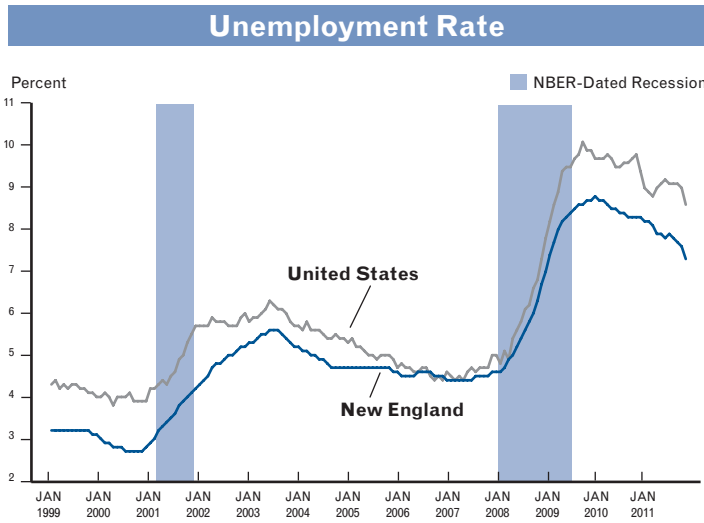 Unemployment Rate
Percent
NBER-Dated Recession
11
10
9
8
7
6
5
4
3
2
United States
New England
JAN JAN JAN JAN JAN JAN JAN JAN JAN JAN JAN JAN JAN
1999 2000 2001 2002 2003 2004 2005 2006 2007 2008 2009 2010 2011